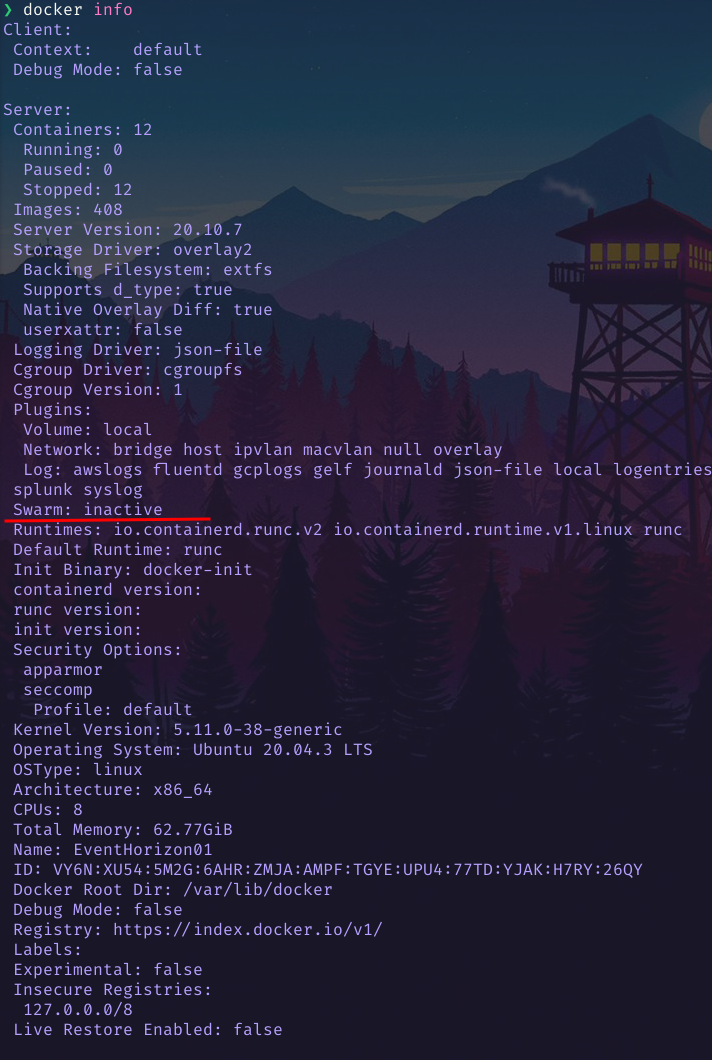 ❯ docker info
Client:
 Context:    default
 Debug Mode: false

Server:
 Containers: 12
  Running: 0
  Paused: 0
  Stopped: 12
 Images: 408
 Server Version: 20.10.7
 Storage Driver: overlay2
  Backing Filesystem: extfs
  Supports d_type: true
  Native Overlay Diff: true
  userxattr: false
 Logging Driver: json-file
 Cgroup Driver: cgroupfs
 Cgroup Version: 1
 Plugins:
  Volume: local
  Network: bridge host ipvlan macvlan null overlay
  Log: awslogs fluentd gcplogs gelf journald json-file local logentries
 splunk syslog
 Swarm: inactive
 Runtimes: io.containerd.runc.v2 io.containerd.runtime.v1.linux runc
 Default Runtime: runc
 Init Binary: docker-init
 containerd version:
 runc version:
 init version:
 Security Options:
  apparmor
  seccomp
   Profile: default
 Kernel Version: 5.11.0-38-generic
 Operating System: Ubuntu 20.04.3 LTS
 OSType: linux
 Architecture: x86_64
 CPUs: 8
 Total Memory: 62.77GiB
 Name: EventHorizon01
 ID: VY6N:XU54:5M2G:6AHR:ZMJA:AMPF:TGYE:UPU4:77TD:YJAK:H7RY:26QY
 Docker Root Dir: /var/lib/docker
 Debug Mode: false
 Registry: https://index.docker.io/v1/
 Labels:
 Experimental: false
 Insecure Registries:
  127.0.0.0/8
 Live Restore Enabled: false